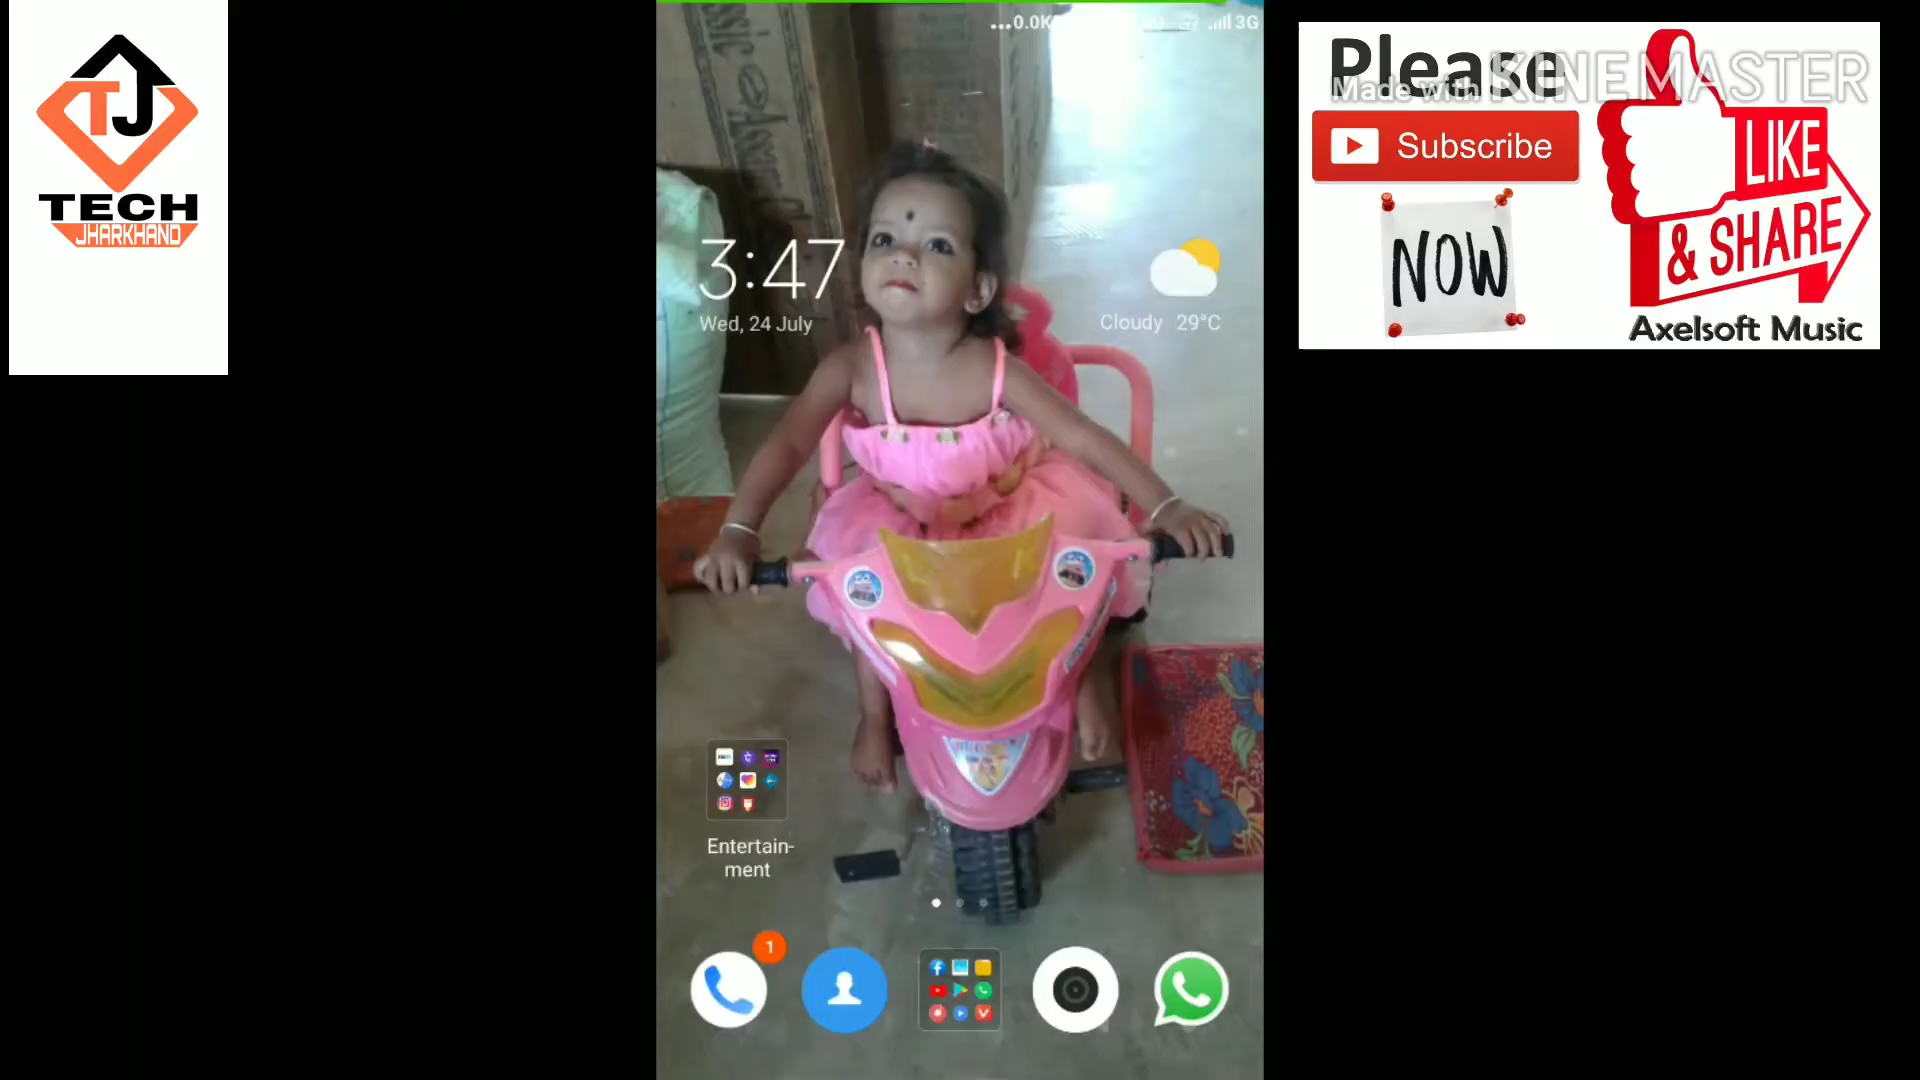 TJ
TECH
JHARKHAND
...0.0K
3G
3:47
Wed, 24 July
Cloudy 29°C
Entertain-
ment
1
Please
Made with KINEMASTER
Subscribe
NOW
LIKE
& SHARE
Axelsoft Music